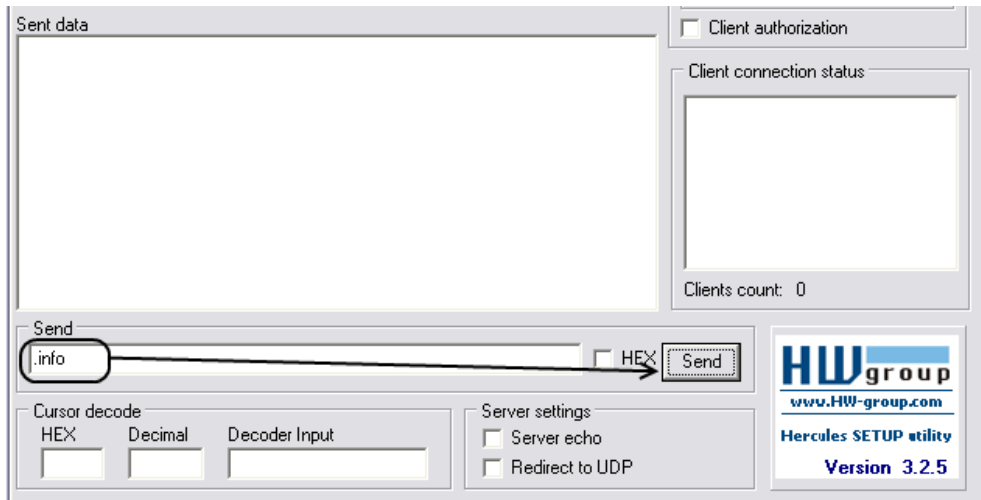 Sent data
Client authorization
Client connection status
Clients count: 0
Send
.info
HEX
Send
Cursor decode
HEX Decimal Decoder Input
Server settings
Server echo
Redirect to UDP
HWgroup
www.HW-group.com
Hercules SETUP utility
Version 3.2.5